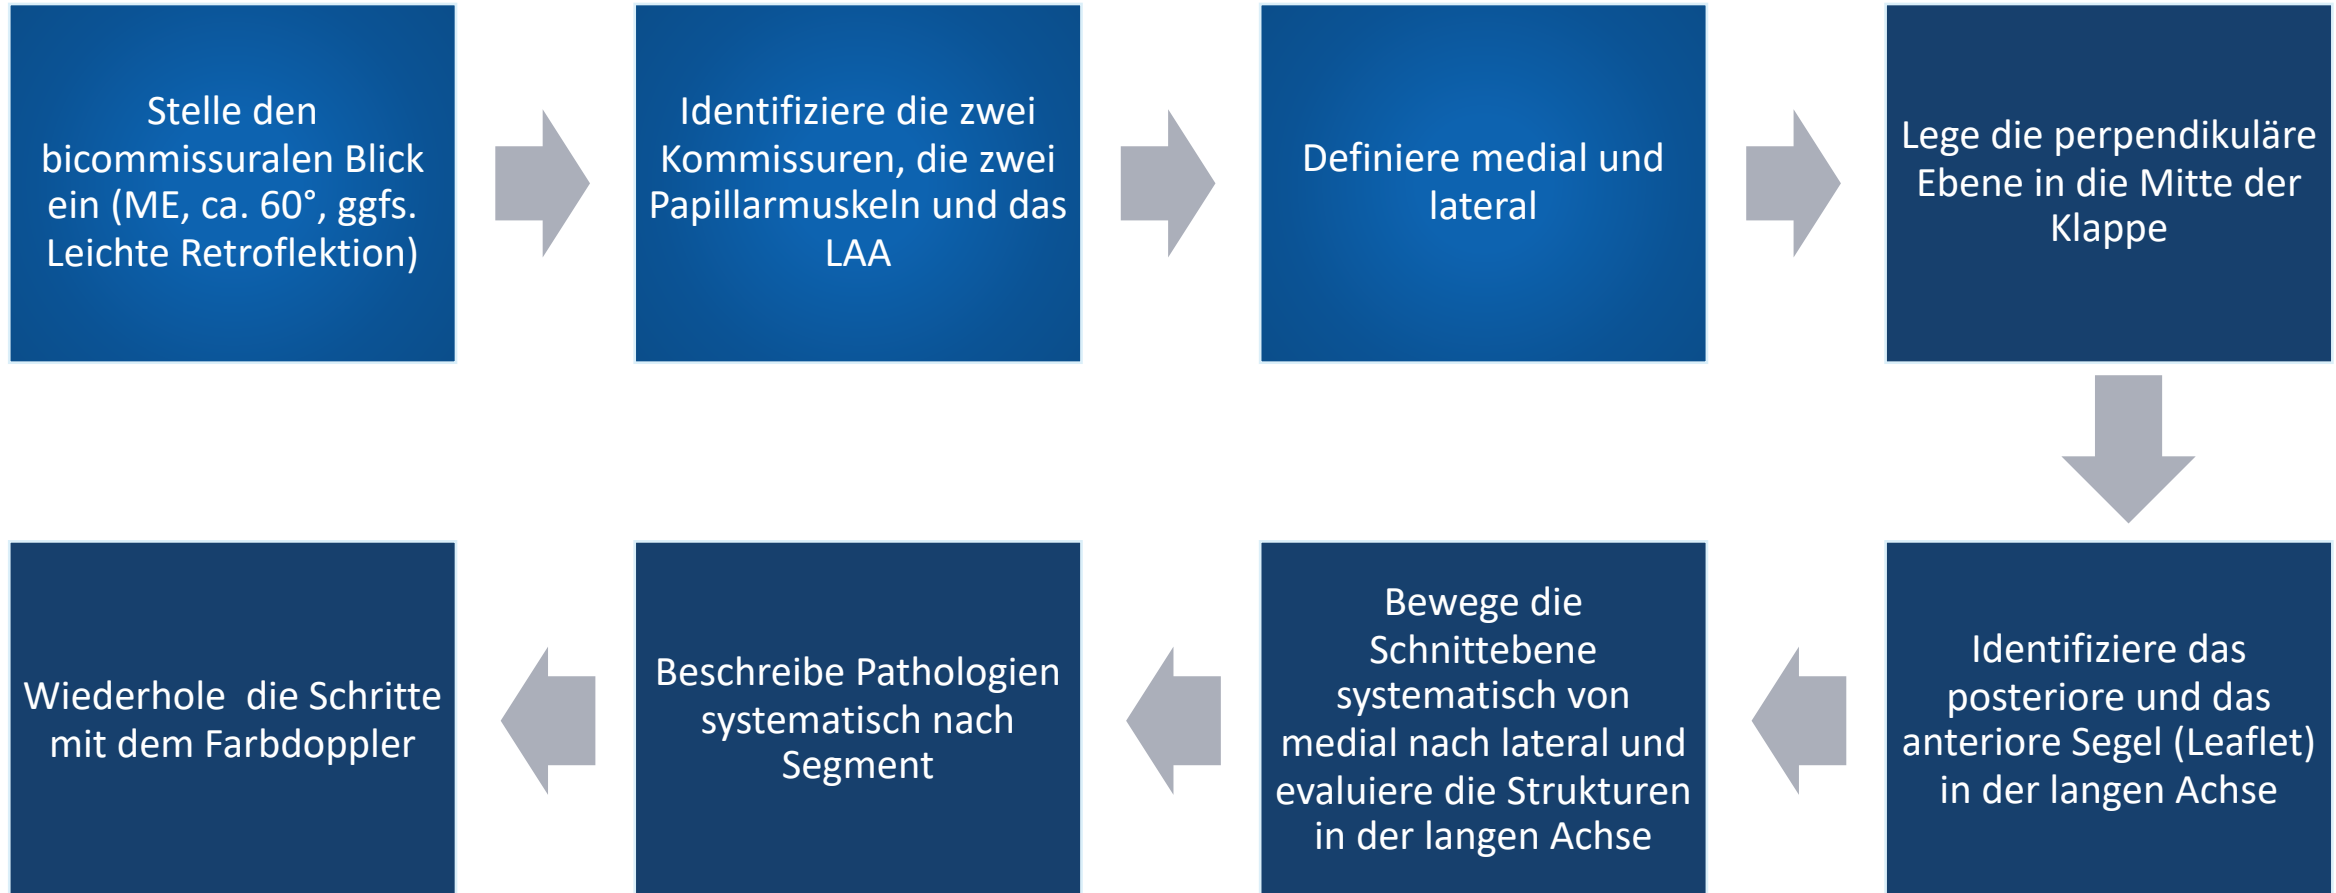 Stelle den
bicommissuralen Blick
ein (ME, ca. 60°, ggfs.
Leichte Retroflektion)
Identifiziere die zwei
Kommissuren, die zwei
Papillarmuskeln und das
LAA
Definiere medial und
lateral
Lege die perpendikuläre
Ebene in die Mitte der
Klappe
Identifiziere das
posteriore und das
anteriore Segel (Leaflet)
in der langen Achse
Bewege die
Schnittebene
systematisch von
medial nach lateral und
evaluiere die Strukturen
in der langen Achse
Beschreibe Pathologien
systematisch nach
Segment
Wiederhole  die Schritte
mit dem Farbdoppler